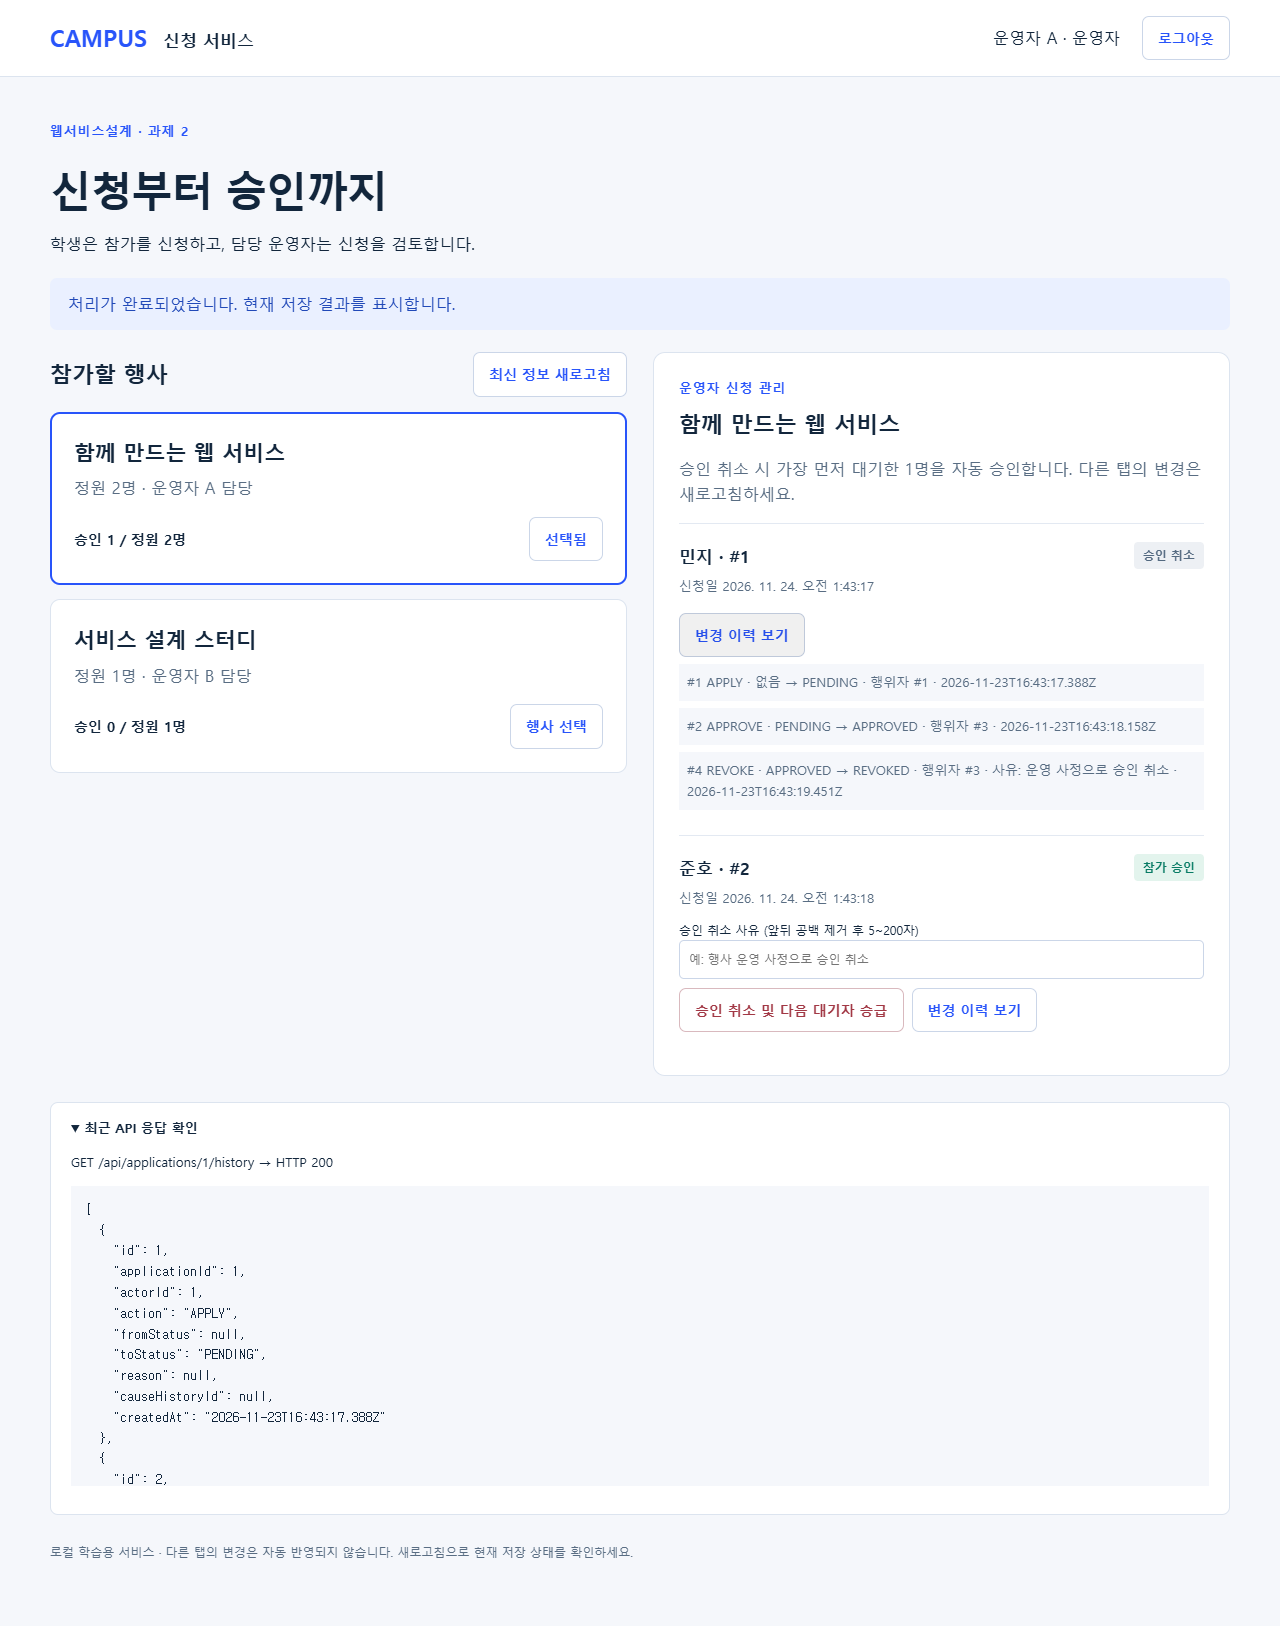 CAMPUS 신청 서비스
운영자 A · 운영자
로그아웃
웹서비스설계 · 과제 2
신청부터 승인까지
학생은 참가를 신청하고, 담당 운영자는 신청을 검토합니다.
처리가 완료되었습니다. 현재 저장 결과를 표시합니다.
참가할 행사
최신 정보 새로고침
함께 만드는 웹 서비스
정원 2명 · 운영자 A 담당
승인 1 / 정원 2명
선택됨
서비스 설계 스터디
정원 1명 · 운영자 B 담당
승인 0 / 정원 1명
행사 선택
운영자 신청 관리
함께 만드는 웹 서비스
승인 취소 시 가장 먼저 대기한 1명을 자동 승인합니다. 다른 탭의 변경은
새로고침하세요.
민지 · #1
승인 취소
신청일 2026. 11. 24. 오전 1:43:17
변경 이력 보기
#1 APPLY · 없음 → PENDING · 행위자 #1 · 2026-11-23T16:43:17.388Z
#2 APPROVE · PENDING → APPROVED · 행위자 #3 · 2026-11-23T16:43:18.158Z
#4 REVOKE · APPROVED → REVOKED · 행위자 #3 · 사유: 운영 사정으로 승인 취소 ·
2026-11-23T16:43:19.451Z
준호 · #2
참가 승인
신청일 2026. 11. 24. 오전 1:43:18
승인 취소 사유 (앞뒤 공백 제거 후 5~200자)
예: 행사 운영 사정으로 승인 취소
승인 취소 및 다음 대기자 승급
변경 이력 보기
▼ 최근 API 응답 확인
GET /api/applications/1/history → HTTP 200
[
{
"id": 1,
"applicationId": 1,
"actorId": 1,
"action": "APPLY",
"fromStatus": null,
"toStatus": "PENDING",
"reason": null,
"causeHistoryId": null,
"createdAt": "2026-11-23T16:43:17.388Z"
},
{
"id": 2,
로컬 학습용 서비스 · 다른 탭의 변경은 자동 반영되지 않습니다. 새로고침으로 현재 저장 상태를 확인하세요.